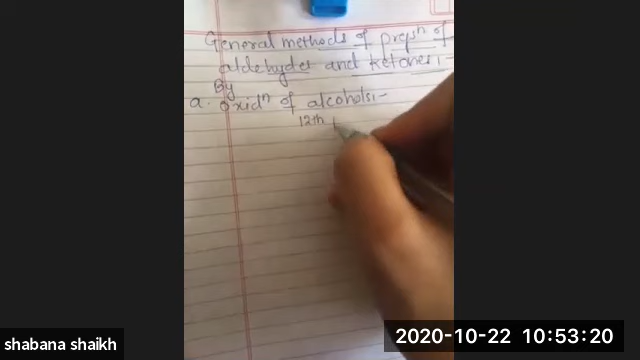 General methods of prepn of
aldehydes and ketones:-
By
a. oxidn of alcohols:-
12th
shabana shaikh
2020-10-22 10:53:20